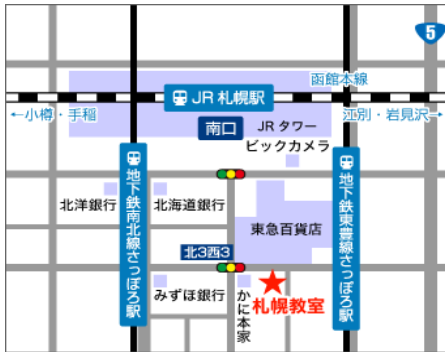 5
函館本線
JR 札幌駅
←小樽・手稲
江別・岩見沢→
南口
JR タワー
ビックカメラ
地下鉄南北線さっぽろ駅
地下鉄東豊線さっぽろ駅
北洋銀行
北海道銀行
東急百貨店
北3西3
みずほ銀行
かに本家
札幌教室